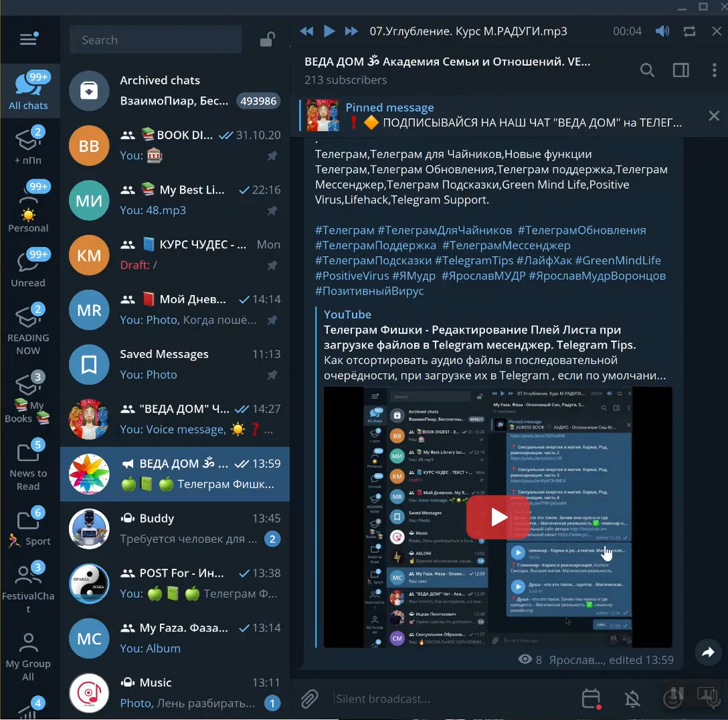 07.Углубление. Курс М.РАДУГИ.mp3
00:04
Search
99+
All chats
2
+ пПп
99+
Personal
99+
Unread
2
READING
NOW
3
My
Books
5
News to
Read
6
Sport
3
FestivalCha
t
My Group
All
4
Archived chats
ВзаимоПиар, Бес...
493986
BB
BOOK DI...
31.10.20
You:
МИ
My Best Li...
22:16
You: 48.mp3
КМ
КУРС ЧУДЕС - ...
Mon
Draft: /
MR
Мой Днев...
14:14
You: Photo, Когда пошё...
Saved Messages
11:13
You: Photo
"ВЕДА ДОМ" Ч...
14:27
You: Voice message,
ВЕДА ДОМ ॐ ...
13:59
Телеграм Фишк...
Buddy
13:45
Требуется человек для ...
2
POST For - Ин...
13:38
You: Телеграм Ф...
MC
My Faza. Фаза...
13:14
You: Album
Music
13:11
Photo, Лень разбирать...
1
ВЕДА ДОМ ॐ Академия Семьи и Отношений. VE...
213 subscribers
Pinned message
ПОДПИСЫВАЙСЯ НА НАШ ЧАТ "ВЕДА ДОМ" на ТЕЛЕГ...
Телеграм,Телеграм для Чайников,Новые функции
Телеграм,Телеграм Обновления,Телеграм поддержка,Телеграм
Мессенджер,Телеграм Подсказки,Green Mind Life,Positive
Virus,Lifehack,Telegram Support.
#Телеграм #ТелеграмДляЧайников #ТелеграмОбновления
#ТелеграмПоддержка #ТелеграмМессенджер
#ТелеграмПодсказки #TelegramTips #ЛайфХак #GreenMindLife
#PositiveVirus #ЯМудр #ЯрославМУДР #ЯрославМудрВоронцов
#ПозитивныйВирус
YouTube
Телеграм Фишки - Редактирование Плей Листа при
загрузке файлов в Telegram месенджер. Telegram Tips.
Как отсортировать аудио файлы в последовательной
очерёдности, при загрузке их в Telegram , если по умолчани...
8 Ярослав..., edited 13:59
Silent broadcast...